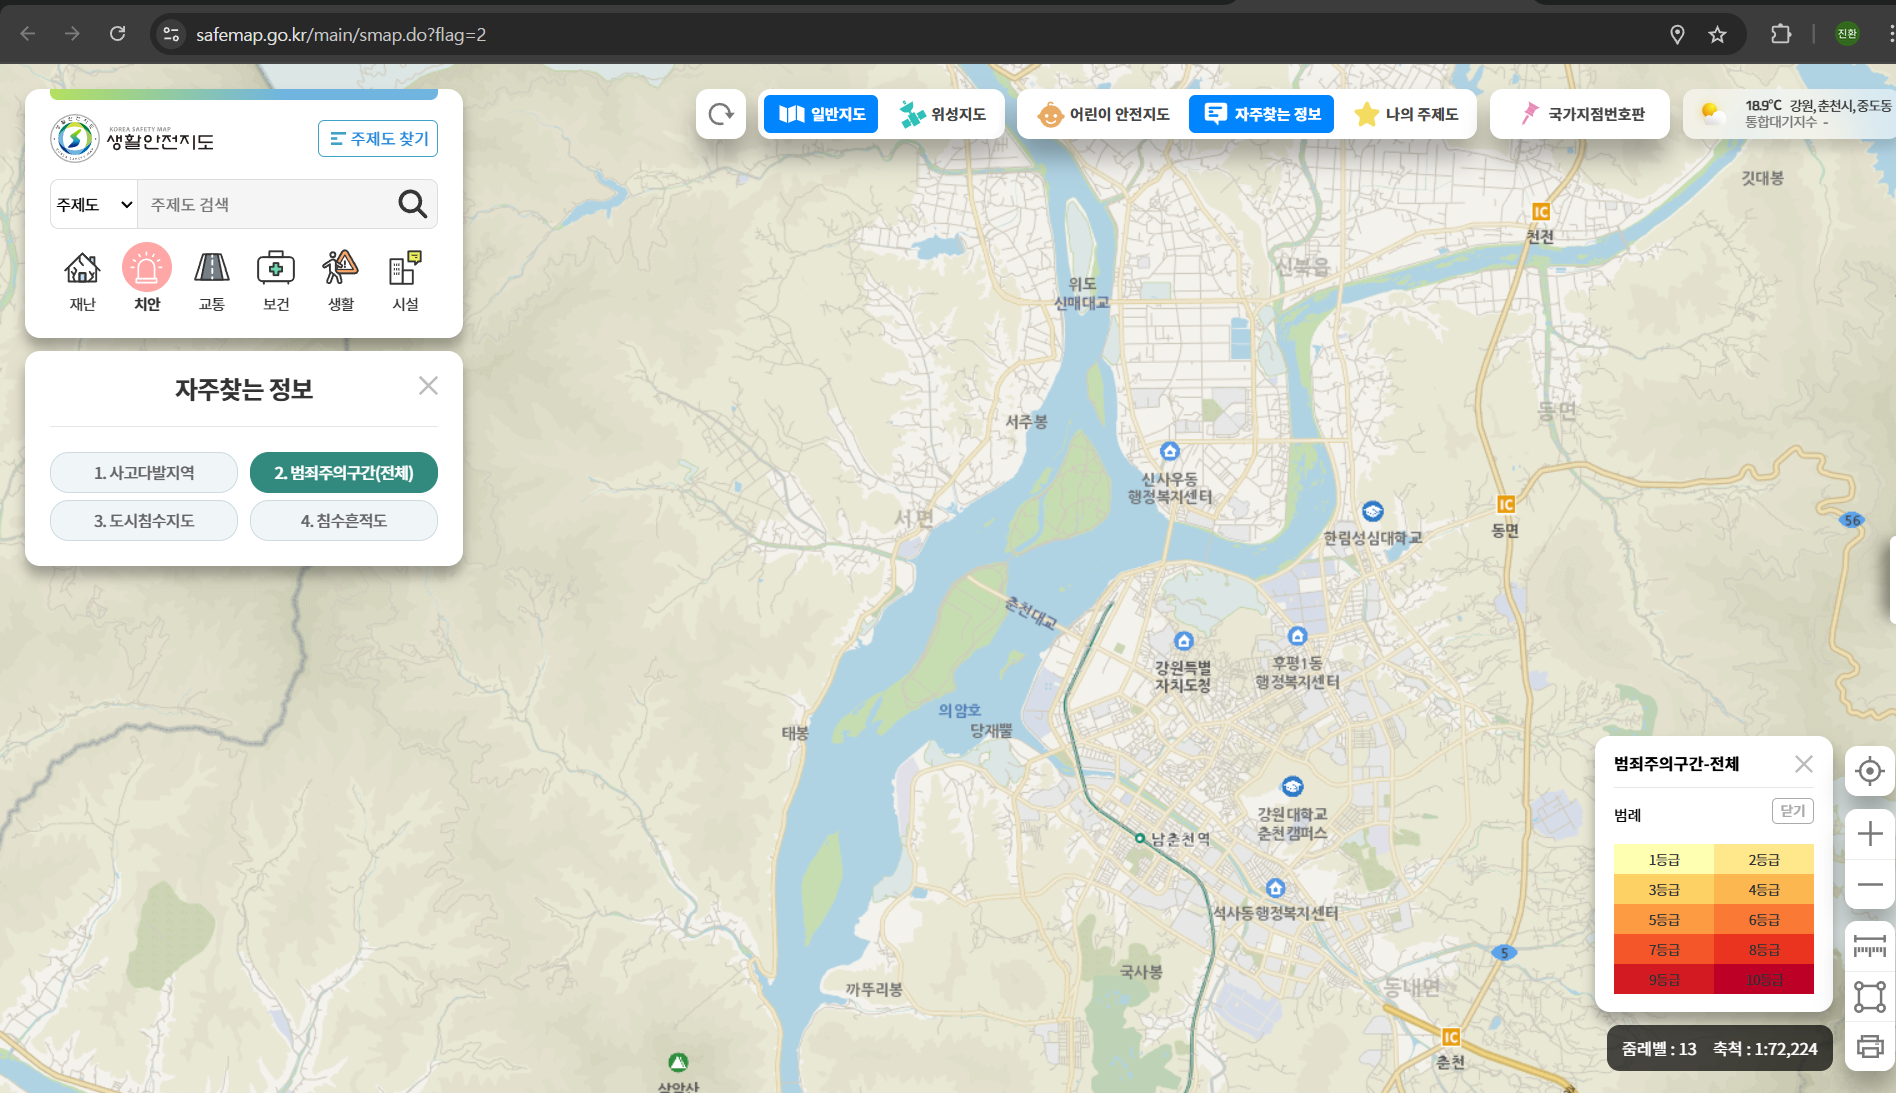 safemap.go.kr/main/smap.do?flag=2
진환
KOREA SAFETY MAP
생활안전지도
주제도 찾기
주제도
주제도 검색
재난
치안
교통
보건
생활
시설
자주찾는 정보
1. 사고다발지역
2. 범죄주의구간(전체)
3. 도시침수지도
4. 침수흔적도
일반지도
위성지도
어린이 안전지도
자주찾는 정보
나의 주제도
국가지점번호판
18.9℃ 강원, 춘천시, 중도동
통합대기지수 -
깃대봉
IC
천전
신북읍
위도
신매대교
서주봉
동면
신사우동
행정복지센터
서면
한림성심대학교
IC
동면
56
춘천대교
강원특별
자치도청
후평1동
행정복지센터
의암호
당재뿔
태봉
강원대학교
춘천캠퍼스
남춘천역
석사동행정복지센터
5
국사봉
까뚜리봉
동내면
IC
춘천
삼악산
범죄주의구간-전체
범례
닫기
1등급
2등급
3등급
4등급
5등급
6등급
7등급
8등급
9등급
10등급
줌레벨 : 13 축척 : 1:72,224